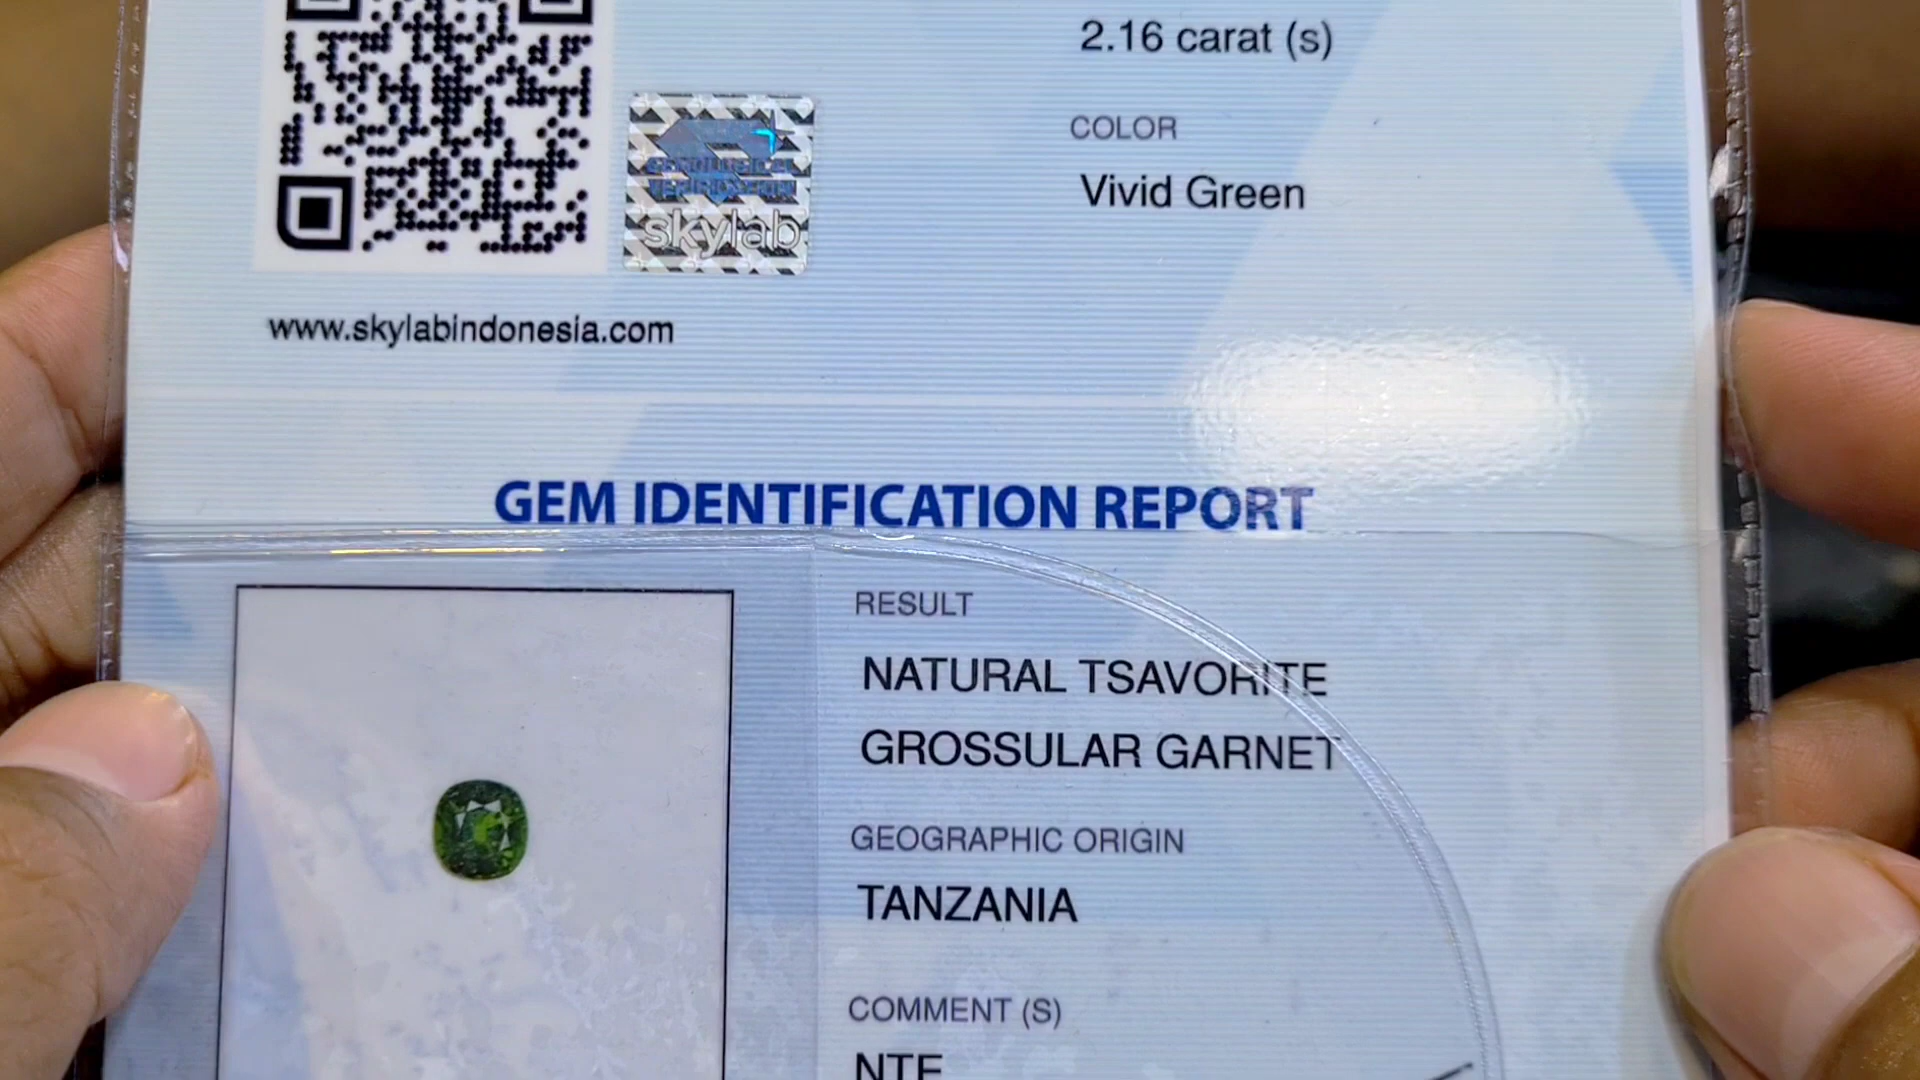 2.16 carat (s)
COLOR
Vivid Green
skylab
www.skylabindonesia.com
GEM IDENTIFICATION REPORT
RESULT
NATURAL TSAVORITE
GROSSULAR GARNET
GEOGRAPHIC ORIGIN
TANZANIA
COMMENT (S)
NTE